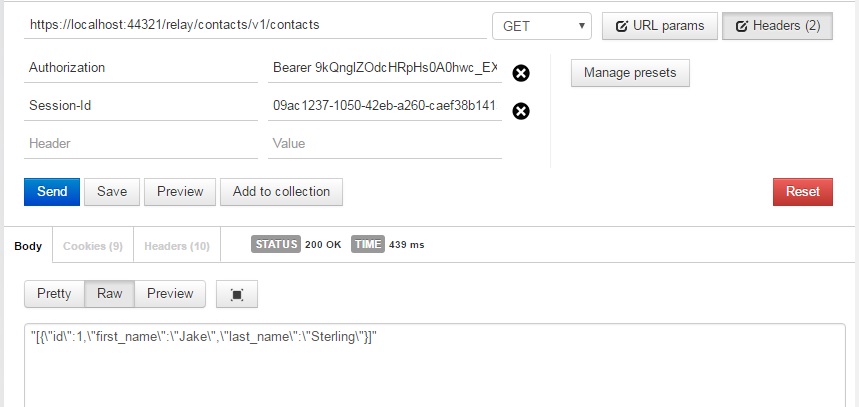 https://localhost:44321/relay/contacts/v1/contacts GET URL params Headers (2)
Authorization Bearer 9kQnglZOdcHRpHs0A0hwc_EX Manage presets
Session-Id 09ac1237-1050-42eb-a260-caef38b141
Header Value
Send Save Preview Add to collection Reset
Body Cookies (9) Headers (10) STATUS 200 OK TIME 439 ms
Pretty Raw Preview
"[{\"id\":1,\"first_name\":\"Jake\",\"last_name\":\"Sterling\"}]"